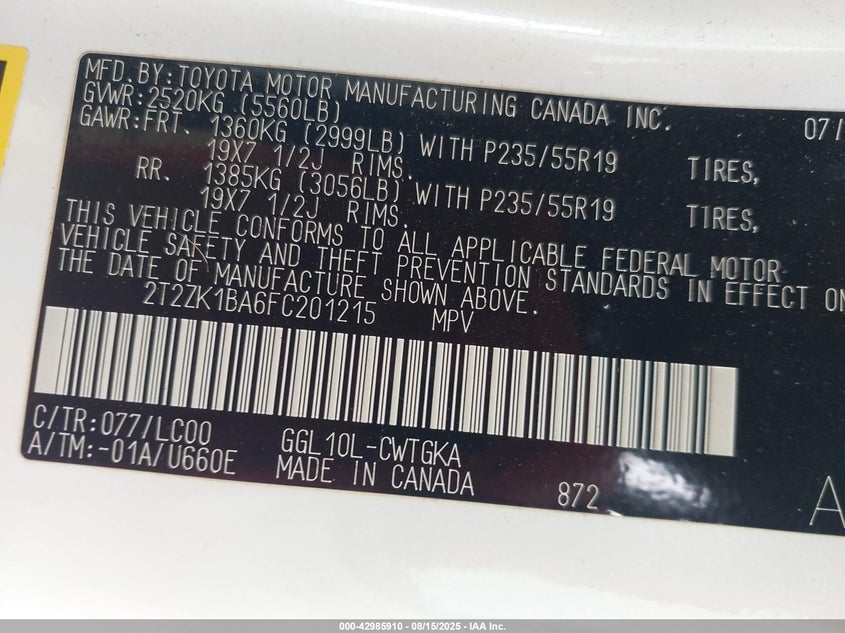 MFD.BY:TOYOTA MOTOR MANUFACTURING CANADA INC. 07/
GVWR:2520KG (5560LB)
GAWR:FRT. 1360KG (2999LB) WITH P235/55R19 TIRES,
19X7 1/2J RIMS.
RR. 1385KG (3056LB) WITH P235/55R19 TIRES,
19X7 1/2J RIMS.
THIS VEHICLE CONFORMS TO ALL APPLICABLE FEDERAL MOTOR
VEHICLE SAFETY AND THEFT PREVENTION STANDARDS IN EFFECT ON
THE DATE OF MANUFACTURE SHOWN ABOVE.
2T2ZK1BA6FC201215 MPV
C/TR:077/LC00 GGL10L-CWTGKA
A/TM:-01A/U660E MADE IN CANADA 872 A
000-42985910 - 08/15/2025 - IAA Inc.